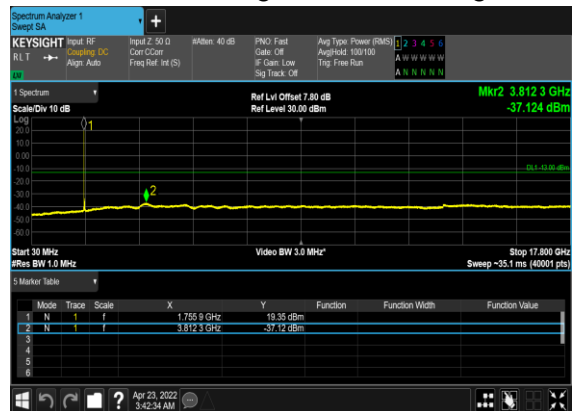 Spectrum Analyzer 1
Swept SA
+
KEYSIGHT Input: RF Input Z: 50 Ω #Atten: 40 dB PNO: Fast Avg Type: Power (RMS) 1 2 3 4 5 6
RLT Coupling: DC Corr CCorr Gate: Off Avg|Hold: 100/100 A W W W W W
Align: Auto Freq Ref: Int (S) IF Gain: Low Trig: Free Run
LW Sig Track: Off A N N N N N
1 Spectrum Ref Lvl Offset 7.80 dB Mkr2 3.812 3 GHz
Scale/Div 10 dB Ref Level 30.00 dBm -37.124 dBm
Log
1
20.0
10.0
0.00
-10.0
DL1 -13.00 dBm
-20.0
2
-30.0
-40.0
-50.0
-60.0
Start 30 MHz Video BW 3.0 MHz* Stop 17.800 GHz
#Res BW 1.0 MHz Sweep ~35.1 ms (40001 pts)
5 Marker Table
Mode Trace Scale X Y Function Function Width Function Value
1 N 1 f 1.755 9 GHz 19.35 dBm
2 N 1 f 3.812 3 GHz -37.12 dBm
3
4
5
6
? Apr 23, 2022
3:42:34 AM